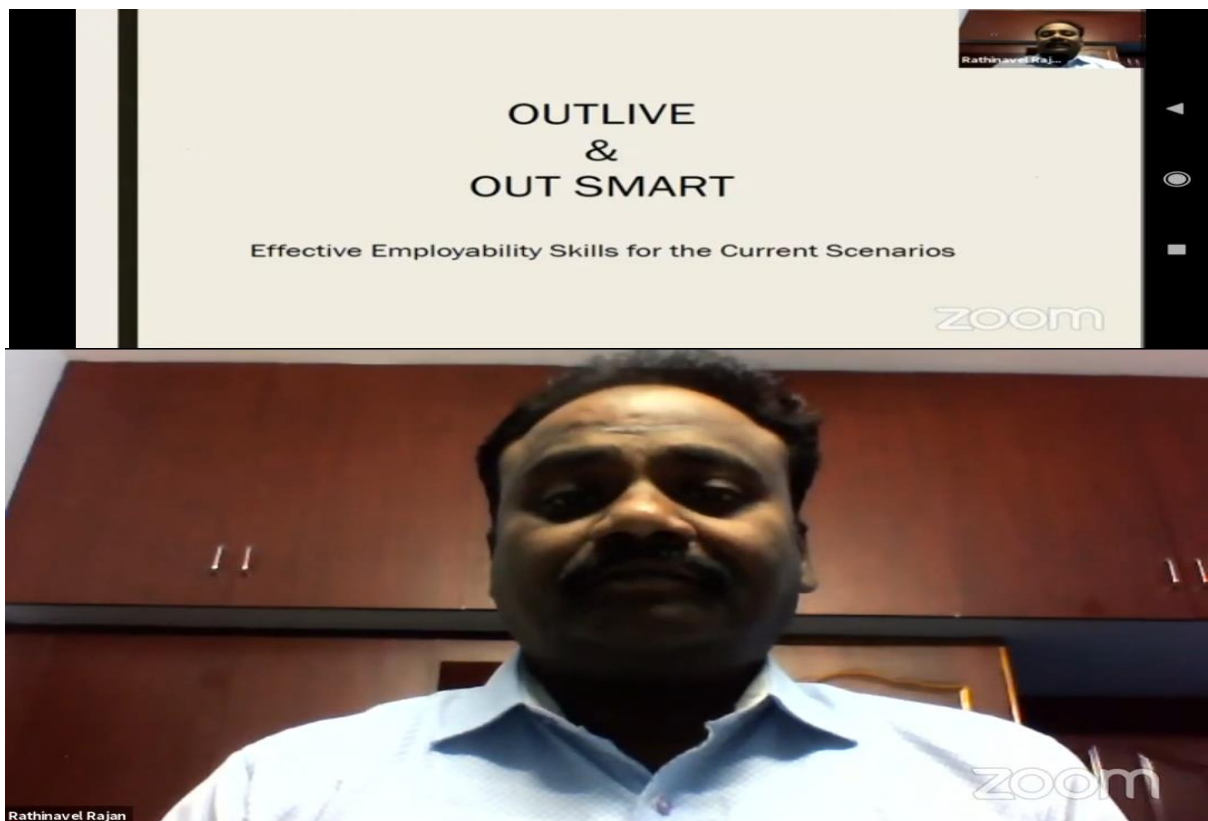 Rathinavel Raj...
OUTLIVE
&
OUT SMART
Effective Employability Skills for the Current Scenarios
zoom
zoom
Rathinavel Rajan